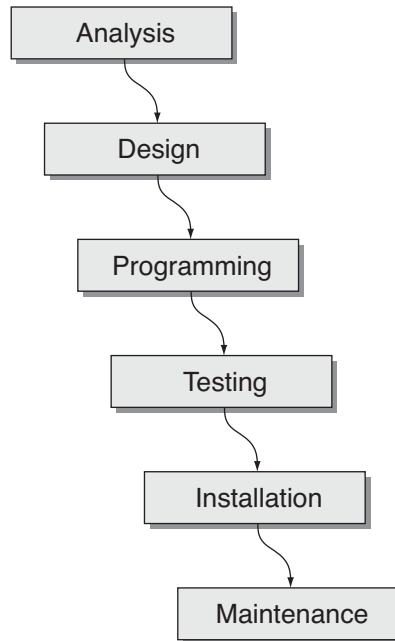 Analysis
Design
Programming
Testing
Installation
Maintenance